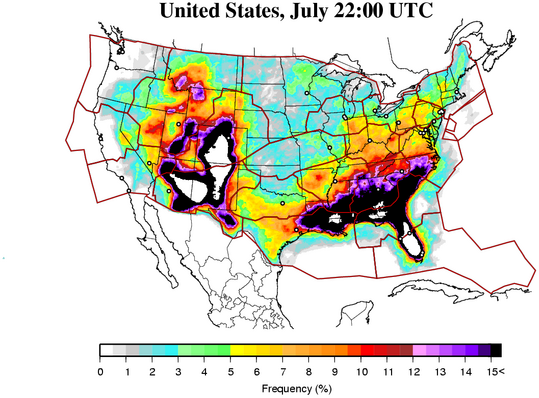 United States, July 22:00 UTC
0 1 2 3 4 5 6 7 8 9 10 11 12 13 14 15<
Frequency (%)